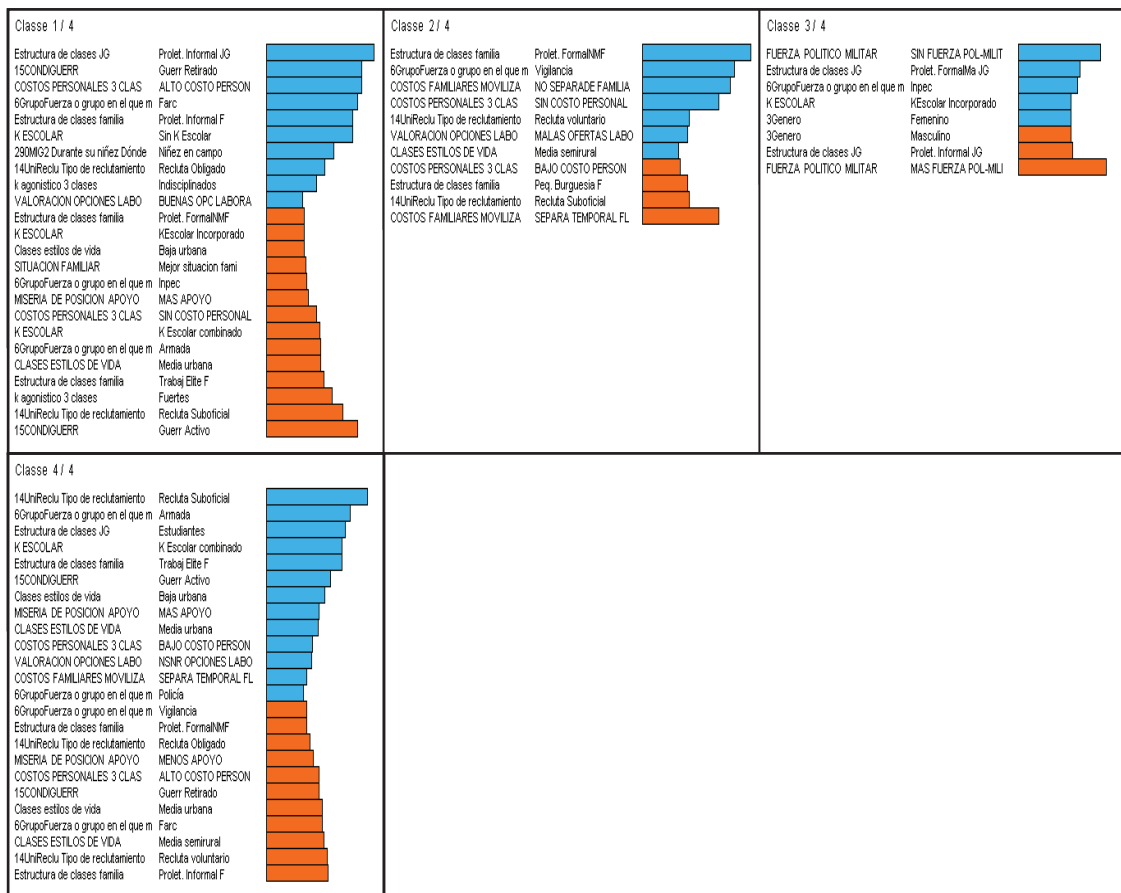 Classe 1 / 4
Estructura de clases JG Prolet. Informal JG
15CONDIGUERR Guerr Retirado
COSTOS PERSONALES 3 CLAS ALTO COSTO PERSON
6GrupoFuerza o grupo en el que m Farc
Estructura de clases familia Prolet. Informal F
K ESCOLAR Sin K Escolar
290MIG2 Durante su niñez Dónde Niñez en campo
14UniReclu Tipo de reclutamiento Recluta Obligado
k agonistico 3 clases Indisciplinados
VALORACION OPCIONES LABO BUENAS OPC LABORA
Estructura de clases familia Prolet. FormalNMF
K ESCOLAR KEscolar Incorporado
Clases estilos de vida Baja urbana
SITUACION FAMILIAR Mejor situacion fami
6GrupoFuerza o grupo en el que m Inpec
MISERIA DE POSICION APOYO MAS APOYO
COSTOS PERSONALES 3 CLAS SIN COSTO PERSONAL
K ESCOLAR K Escolar combinado
6GrupoFuerza o grupo en el que m Armada
CLASES ESTILOS DE VIDA Media urbana
Estructura de clases familia Trabaj Elite F
k agonistico 3 clases Fuertes
14UniReclu Tipo de reclutamiento Recluta Suboficial
15CONDIGUERR Guerr Activo
Classe 2 / 4
Estructura de clases familia Prolet. FormalNMF
6GrupoFuerza o grupo en el que m Vigilancia
COSTOS FAMILIARES MOVILIZA NO SEPARADE FAMILIA
COSTOS PERSONALES 3 CLAS SIN COSTO PERSONAL
14UniReclu Tipo de reclutamiento Recluta voluntario
VALORACION OPCIONES LABO MALAS OFERTAS LABO
CLASES ESTILOS DE VIDA Media semirural
COSTOS PERSONALES 3 CLAS BAJO COSTO PERSON
Estructura de clases familia Peq. Burguesia F
14UniReclu Tipo de reclutamiento Recluta Suboficial
COSTOS FAMILIARES MOVILIZA SEPARA TEMPORAL FL
Classe 3 / 4
FUERZA POLITICO MILITAR SIN FUERZA POL-MILIT
Estructura de clases JG Prolet. FormalMa JG
6GrupoFuerza o grupo en el que m Inpec
K ESCOLAR KEscolar Incorporado
3Genero Femenino
3Genero Masculino
Estructura de clases JG Prolet. Informal JG
FUERZA POLITICO MILITAR MAS FUERZA POL-MILI
Classe 4 / 4
14UniReclu Tipo de reclutamiento Recluta Suboficial
6GrupoFuerza o grupo en el que m Armada
Estructura de clases JG Estudiantes
K ESCOLAR K Escolar combinado
Estructura de clases familia Trabaj Elite F
15CONDIGUERR Guerr Activo
Clases estilos de vida Baja urbana
MISERIA DE POSICION APOYO MAS APOYO
CLASES ESTILOS DE VIDA Media urbana
COSTOS PERSONALES 3 CLAS BAJO COSTO PERSON
VALORACION OPCIONES LABO NSNR OPCIONES LABO
COSTOS FAMILIARES MOVILIZA SEPARA TEMPORAL FL
6GrupoFuerza o grupo en el que m Policía
6GrupoFuerza o grupo en el que m Vigilancia
Estructura de clases familia Prolet. FormalNMF
14UniReclu Tipo de reclutamiento Recluta Obligado
MISERIA DE POSICION APOYO MENOS APOYO
COSTOS PERSONALES 3 CLAS ALTO COSTO PERSON
15CONDIGUERR Guerr Retirado
Clases estilos de vida Media urbana
6GrupoFuerza o grupo en el que m Farc
CLASES ESTILOS DE VIDA Media semirural
14UniReclu Tipo de reclutamiento Recluta voluntario
Estructura de clases familia Prolet. Informal F